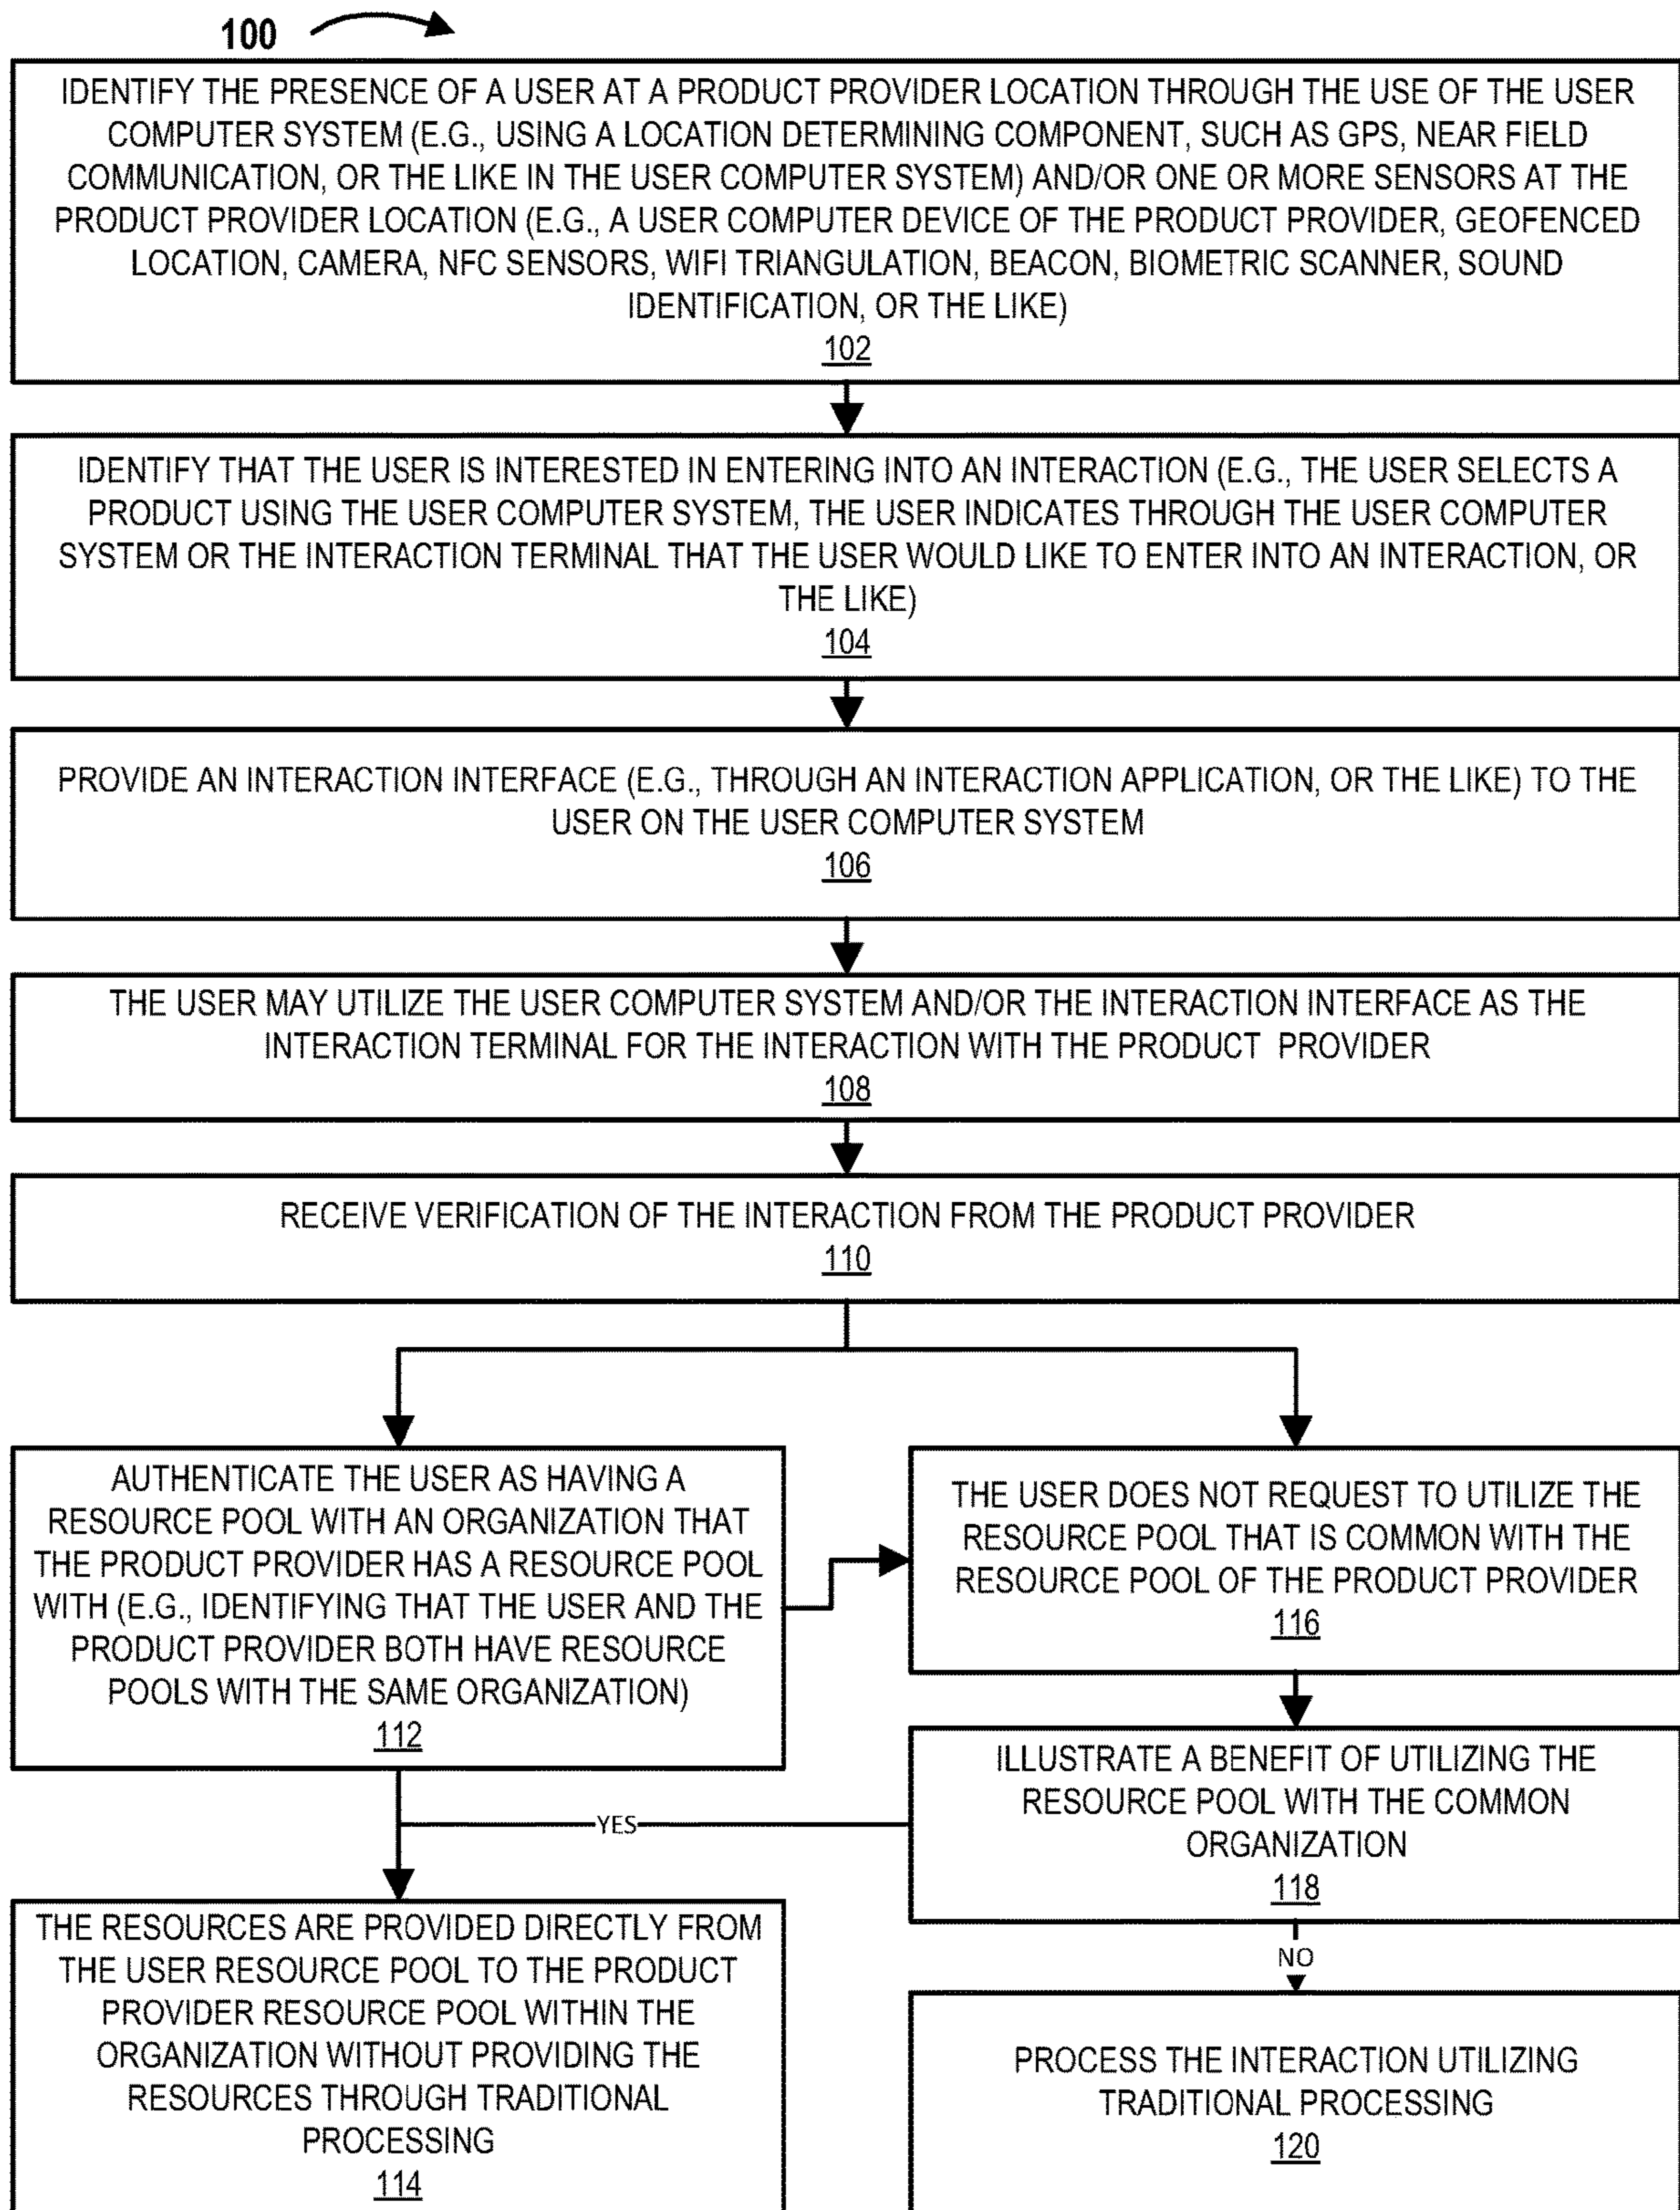 100
IDENTIFY THE PRESENCE OF A USER AT A PRODUCT PROVIDER LOCATION THROUGH THE USE OF THE USER
COMPUTER SYSTEM (E.G., USING A LOCATION DETERMINING COMPONENT, SUCH AS GPS, NEAR FIELD
COMMUNICATION, OR THE LIKE IN THE USER COMPUTER SYSTEM) AND/OR ONE OR MORE SENSORS AT THE
PRODUCT PROVIDER LOCATION (E.G., A USER COMPUTER DEVICE OF THE PRODUCT PROVIDER, GEOFENCED
LOCATION, CAMERA, NFC SENSORS, WIFI TRIANGULATION, BEACON, BIOMETRIC SCANNER, SOUND
IDENTIFICATION, OR THE LIKE)
102
IDENTIFY THAT THE USER IS INTERESTED IN ENTERING INTO AN INTERACTION (E.G., THE USER SELECTS A
PRODUCT USING THE USER COMPUTER SYSTEM, THE USER INDICATES THROUGH THE USER COMPUTER
SYSTEM OR THE INTERACTION TERMINAL THAT THE USER WOULD LIKE TO ENTER INTO AN INTERACTION, OR
THE LIKE)
104
PROVIDE AN INTERACTION INTERFACE (E.G., THROUGH AN INTERACTION APPLICATION, OR THE LIKE) TO THE
USER ON THE USER COMPUTER SYSTEM
106
THE USER MAY UTILIZE THE USER COMPUTER SYSTEM AND/OR THE INTERACTION INTERFACE AS THE
INTERACTION TERMINAL FOR THE INTERACTION WITH THE PRODUCT PROVIDER
108
RECEIVE VERIFICATION OF THE INTERACTION FROM THE PRODUCT PROVIDER
110
AUTHENTICATE THE USER AS HAVING A
RESOURCE POOL WITH AN ORGANIZATION THAT
THE PRODUCT PROVIDER HAS A RESOURCE POOL
WITH (E.G., IDENTIFYING THAT THE USER AND THE
PRODUCT PROVIDER BOTH HAVE RESOURCE
POOLS WITH THE SAME ORGANIZATION)
112
THE USER DOES NOT REQUEST TO UTILIZE THE
RESOURCE POOL THAT IS COMMON WITH THE
RESOURCE POOL OF THE PRODUCT PROVIDER
116
ILLUSTRATE A BENEFIT OF UTILIZING THE
RESOURCE POOL WITH THE COMMON
ORGANIZATION
118
YES
NO
THE RESOURCES ARE PROVIDED DIRECTLY FROM
THE USER RESOURCE POOL TO THE PRODUCT
PROVIDER RESOURCE POOL WITHIN THE
ORGANIZATION WITHOUT PROVIDING THE
RESOURCES THROUGH TRADITIONAL
PROCESSING
114
PROCESS THE INTERACTION UTILIZING
TRADITIONAL PROCESSING
120